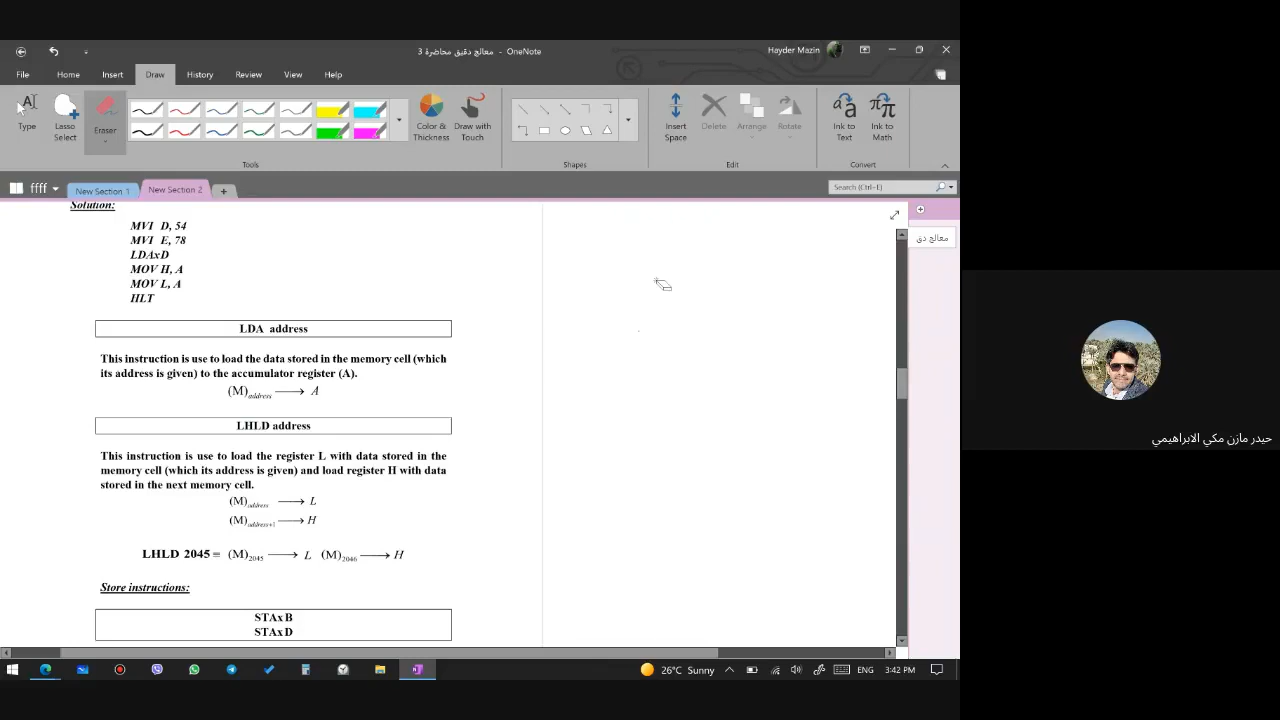 معالج دقيق محاضرة 3 - OneNote
Hayder Mazin
File Home Insert Draw History Review View Help
Type
Lasso Select
Eraser
Color & Thickness
Draw with Touch
Insert Space
Delete
Arrange
Rotate
Ink to Text
Ink to Math
Tools
Shapes
Edit
Convert
ffff
New Section 1
New Section 2
Search (Ctrl+E)
معالج دق
Solution:
MVI D, 54
MVI E, 78
LDAxD
MOV H, A
MOV L, A
HLT
LDA address
This instruction is use to load the data stored in the memory cell (which
its address is given) to the accumulator register (A).
(M)address ⟶ A
LHLD address
This instruction is use to load the register L with data stored in the
memory cell (which its address is given) and load register H with data
stored in the next memory cell.
(M)address ⟶ L
(M)address+1 ⟶ H
LHLD 2045 ≡ (M)2045 ⟶ L (M)2046 ⟶ H
Store instructions:
STAx B
STAx D
حيدر مازن مكي الابراهيمي
26°C Sunny
ENG
3:42 PM